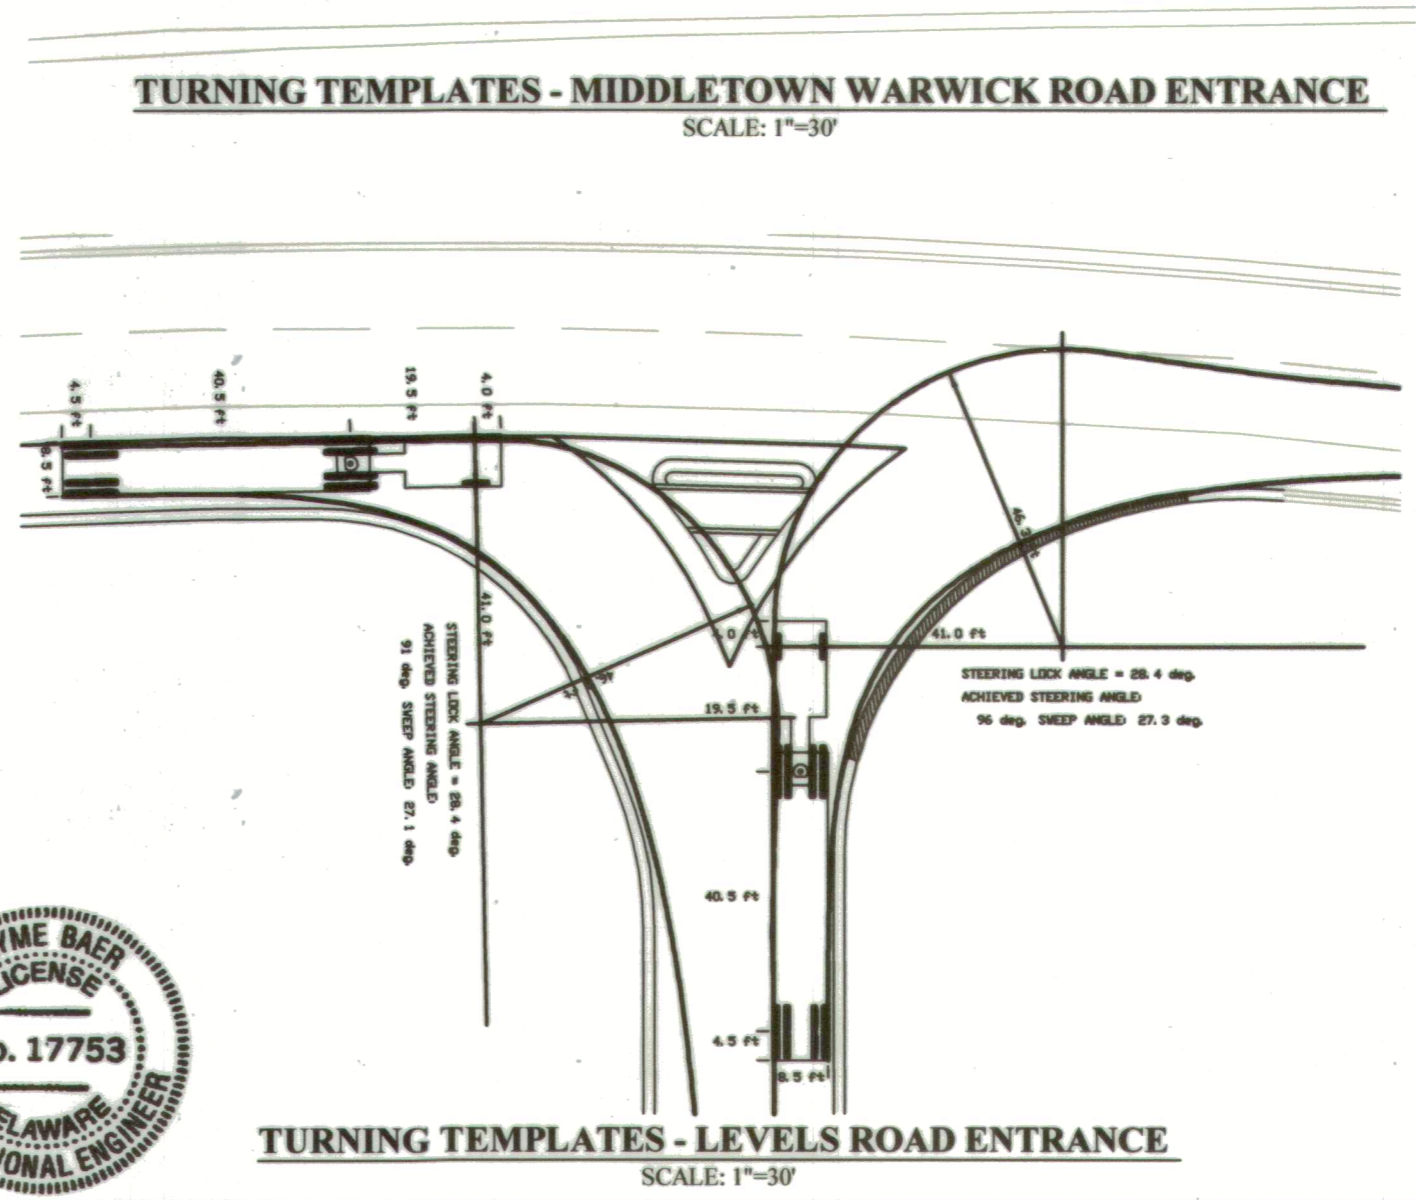 TURNING TEMPLATES - MIDDLETOWN WARWICK ROAD ENTRANCE
SCALE: 1"=30'
4.5 ft
40.5 ft
19.5 ft
4.0 ft
8.5 ft
41.0 ft
STEERING LOCK ANGLE = 28.4 deg.
ACHIEVED STEERING ANGLE:
91 deg. SWEEP ANGLE: 27.1 deg.
41.0 ft
STEERING LOCK ANGLE = 28.4 deg.
ACHIEVED STEERING ANGLE:
96 deg. SWEEP ANGLE: 27.3 deg.
19.5 ft
40.5 ft
4.5 ft
8.5 ft
BAER
LICENSE
17753
TURNING TEMPLATES - LEVELS ROAD ENTRANCE
SCALE: 1"=30'